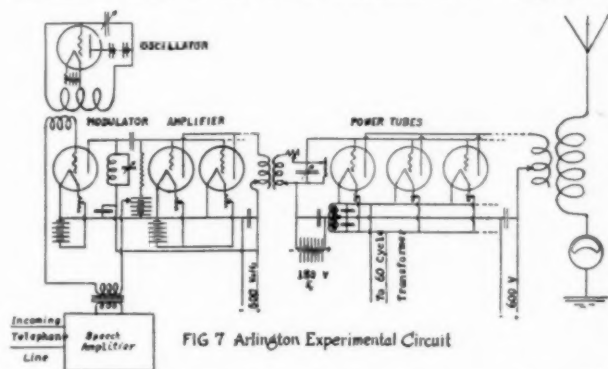 OSCILLATOR
MODULATOR AMPLIFIER POWER TUBES
500 Volts
180 V
To 60 Cycle
Transformer
600 V
Incoming
Telephone
Line
Speech
Amplifier
FIG 7 Arlington Experimental Circuit